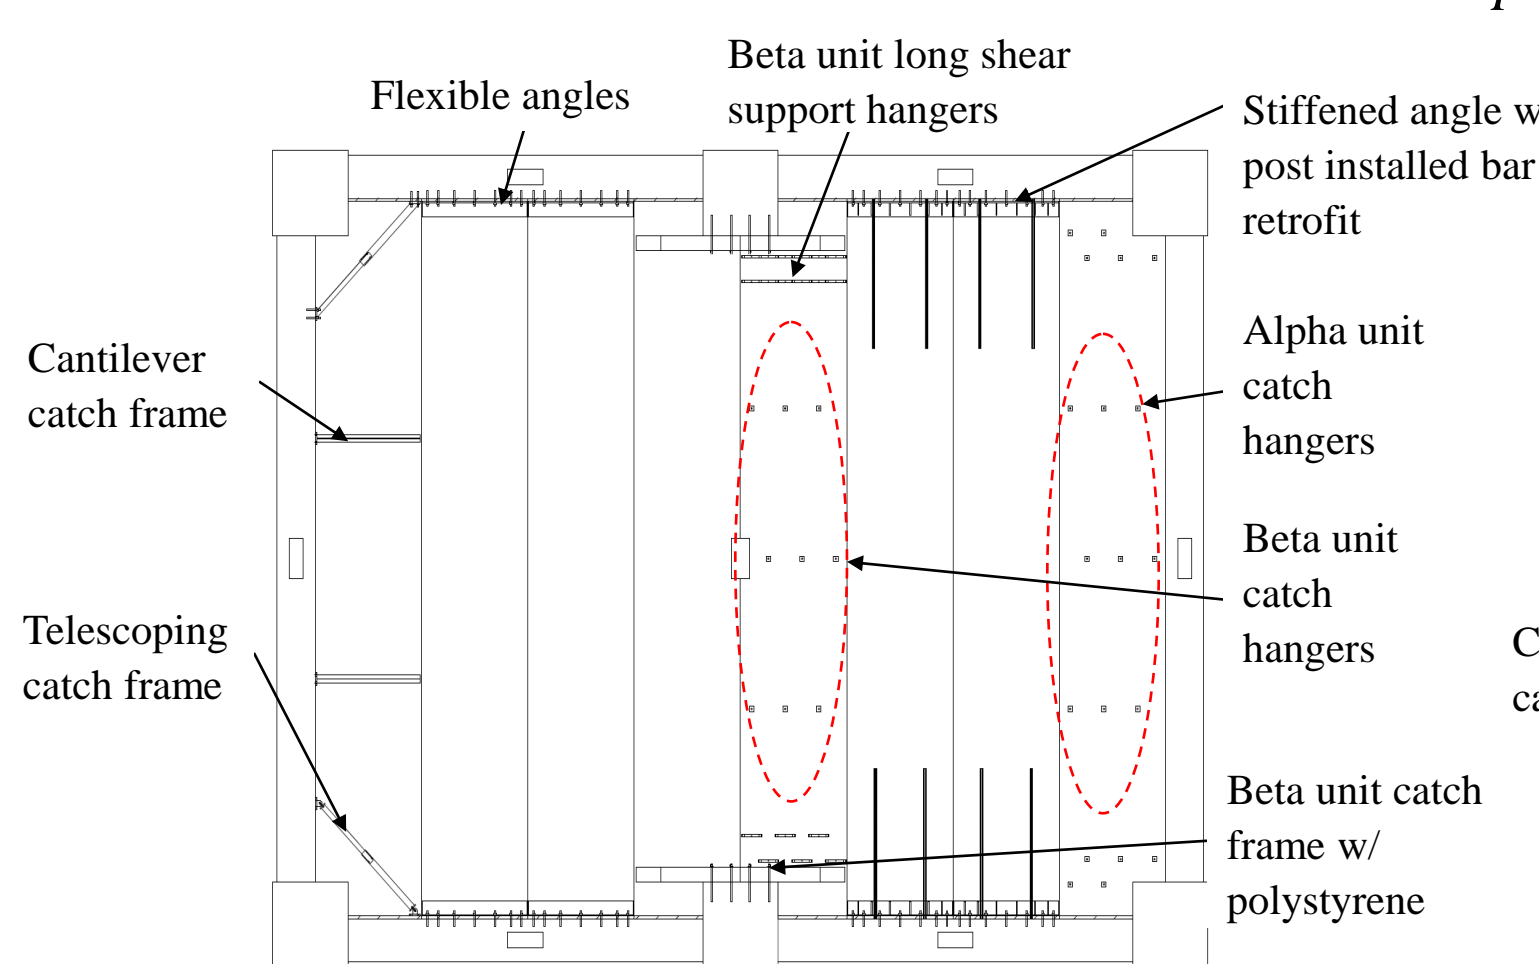 Beta unit long shear
support hangers
Flexible angles
Stiffened angle w
post installed bar
retrofit
Cantilever
catch frame
Alpha unit
catch
hangers
Beta unit
catch
hangers
Telescoping
catch frame
C
ca
Beta unit catch
frame w/
polystyrene